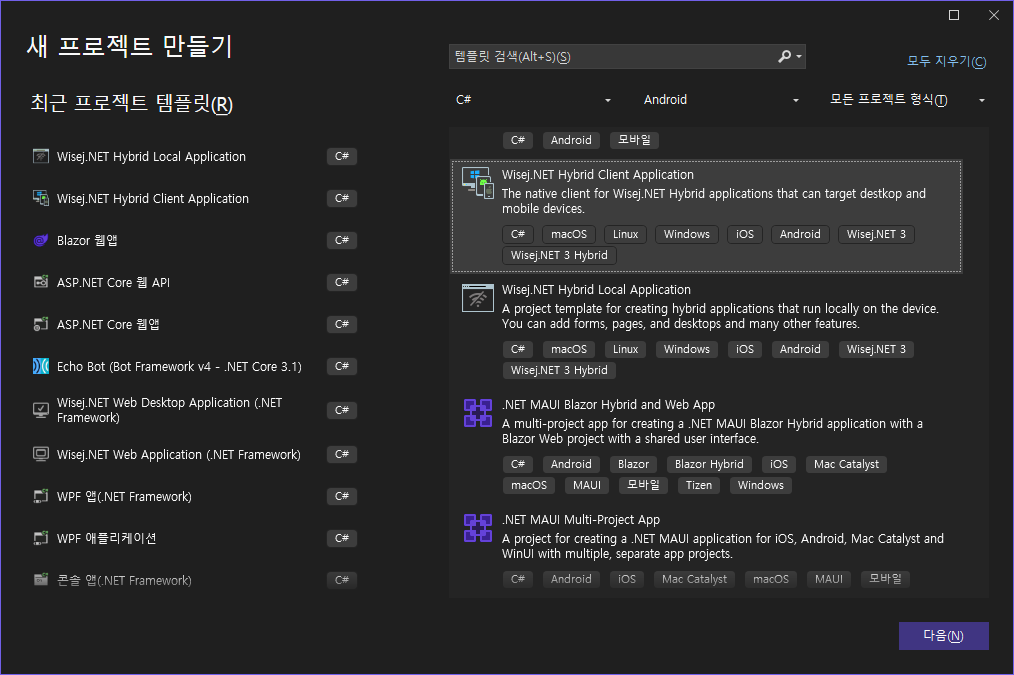 새 프로젝트 만들기
템플릿 검색(Alt+S)(S)
모두 지우기(C)
C#
Android
모든 프로젝트 형식(T)
최근 프로젝트 템플릿(R)
Wisej.NET Hybrid Local Application C#
Wisej.NET Hybrid Client Application C#
Blazor 웹앱 C#
ASP.NET Core 웹 API C#
ASP.NET Core 웹앱 C#
Echo Bot (Bot Framework v4 - .NET Core 3.1) C#
Wisej.NET Web Desktop Application (.NET
Framework) C#
Wisej.NET Web Application (.NET Framework) C#
WPF 앱(.NET Framework) C#
WPF 애플리케이션 C#
콘솔 앱(.NET Framework) C#
C# Android 모바일
Wisej.NET Hybrid Client Application
The native client for Wisej.NET Hybrid applications that can target destkop and
mobile devices.
C# macOS Linux Windows iOS Android Wisej.NET 3
Wisej.NET 3 Hybrid
Wisej.NET Hybrid Local Application
A project template for creating hybrid applications that run locally on the device.
You can add forms, pages, and desktops and many other features.
C# macOS Linux Windows iOS Android Wisej.NET 3
Wisej.NET 3 Hybrid
.NET MAUI Blazor Hybrid and Web App
A multi-project app for creating a .NET MAUI Blazor Hybrid application with a
Blazor Web project with a shared user interface.
C# Android Blazor Blazor Hybrid iOS Mac Catalyst
macOS MAUI 모바일 Tizen Windows
.NET MAUI Multi-Project App
A project for creating a .NET MAUI application for iOS, Android, Mac Catalyst and
WinUI with multiple, separate app projects.
C# Android iOS Mac Catalyst macOS MAUI 모바일
다음(N)